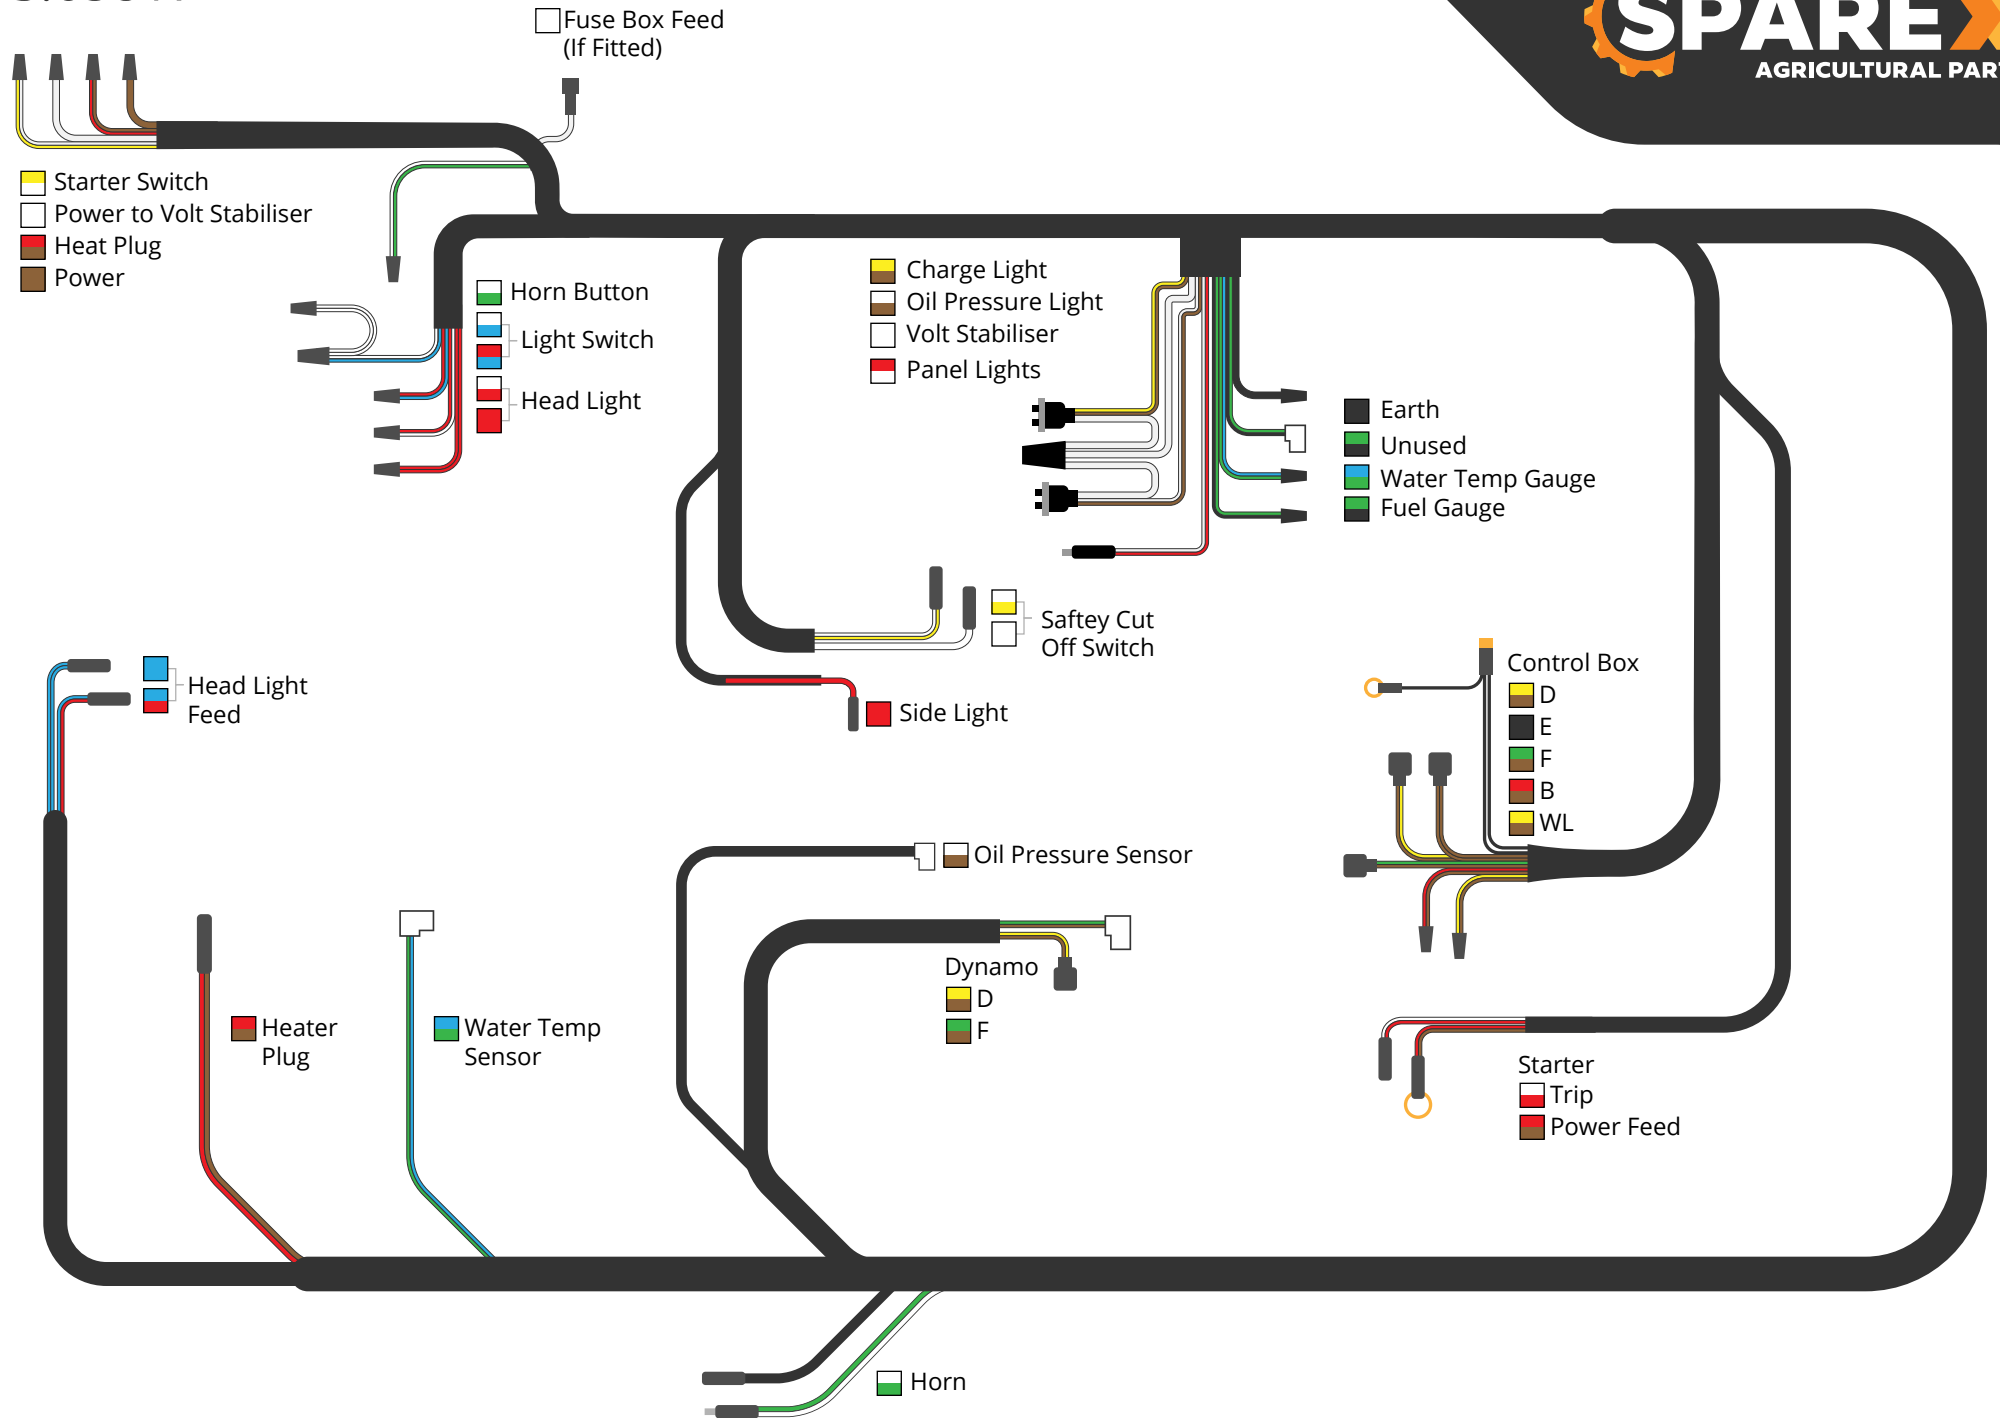 Fuse Box Feed
(If Fitted)
SPAREX
AGRICULTURAL PAR
Starter Switch
Power to Volt Stabiliser
Heat Plug
Power
Horn Button
Light Switch
Head Light
Charge Light
Oil Pressure Light
Volt Stabiliser
Panel Lights
Earth
Unused
Water Temp Gauge
Fuel Gauge
Saftey Cut
Off Switch
Side Light
Head Light
Feed
Control Box
D
E
F
B
WL
Oil Pressure Sensor
Dynamo
D
F
Heater
Plug
Water Temp
Sensor
Starter
Trip
Power Feed
Horn